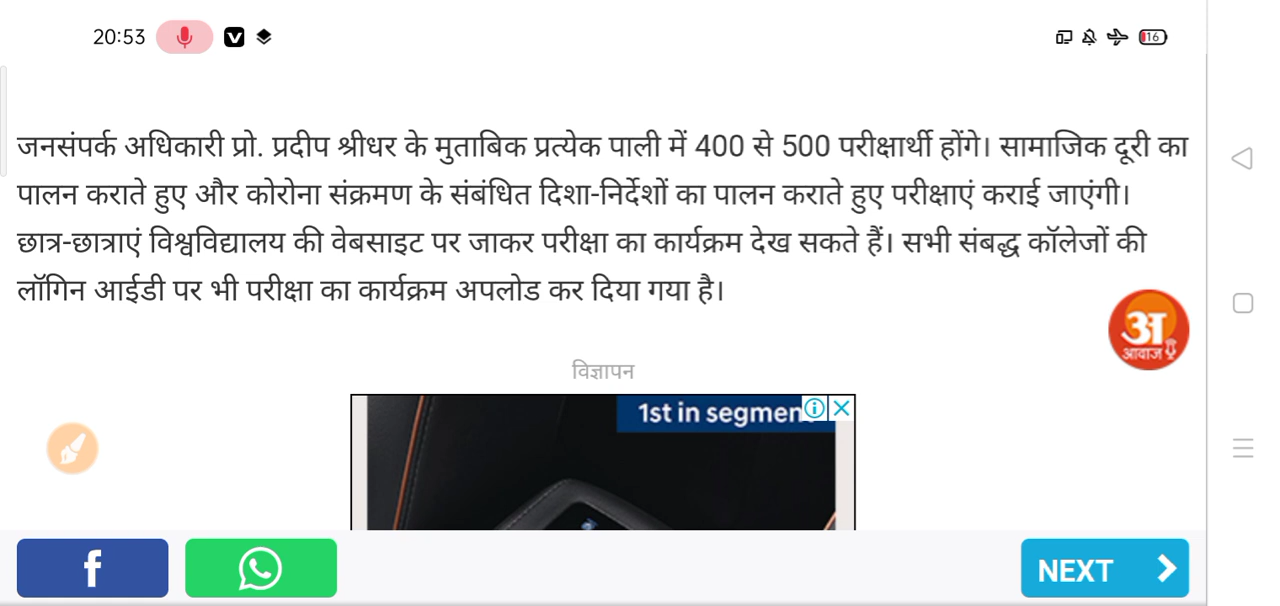 20:53
16
जनसंपर्क अधिकारी प्रो. प्रदीप श्रीधर के मुताबिक प्रत्येक पाली में 400 से 500 परीक्षार्थी होंगे। सामाजिक दूरी का
पालन कराते हुए और कोरोना संक्रमण के संबंधित दिशा-निर्देशों का पालन कराते हुए परीक्षाएं कराई जाएंगी।
छात्र-छात्राएं विश्वविद्यालय की वेबसाइट पर जाकर परीक्षा का कार्यक्रम देख सकते हैं। सभी संबद्ध कॉलेजों की
लॉगिन आईडी पर भी परीक्षा का कार्यक्रम अपलोड कर दिया गया है।
अ
आवाज
विज्ञापन
1st in segmen
f
NEXT